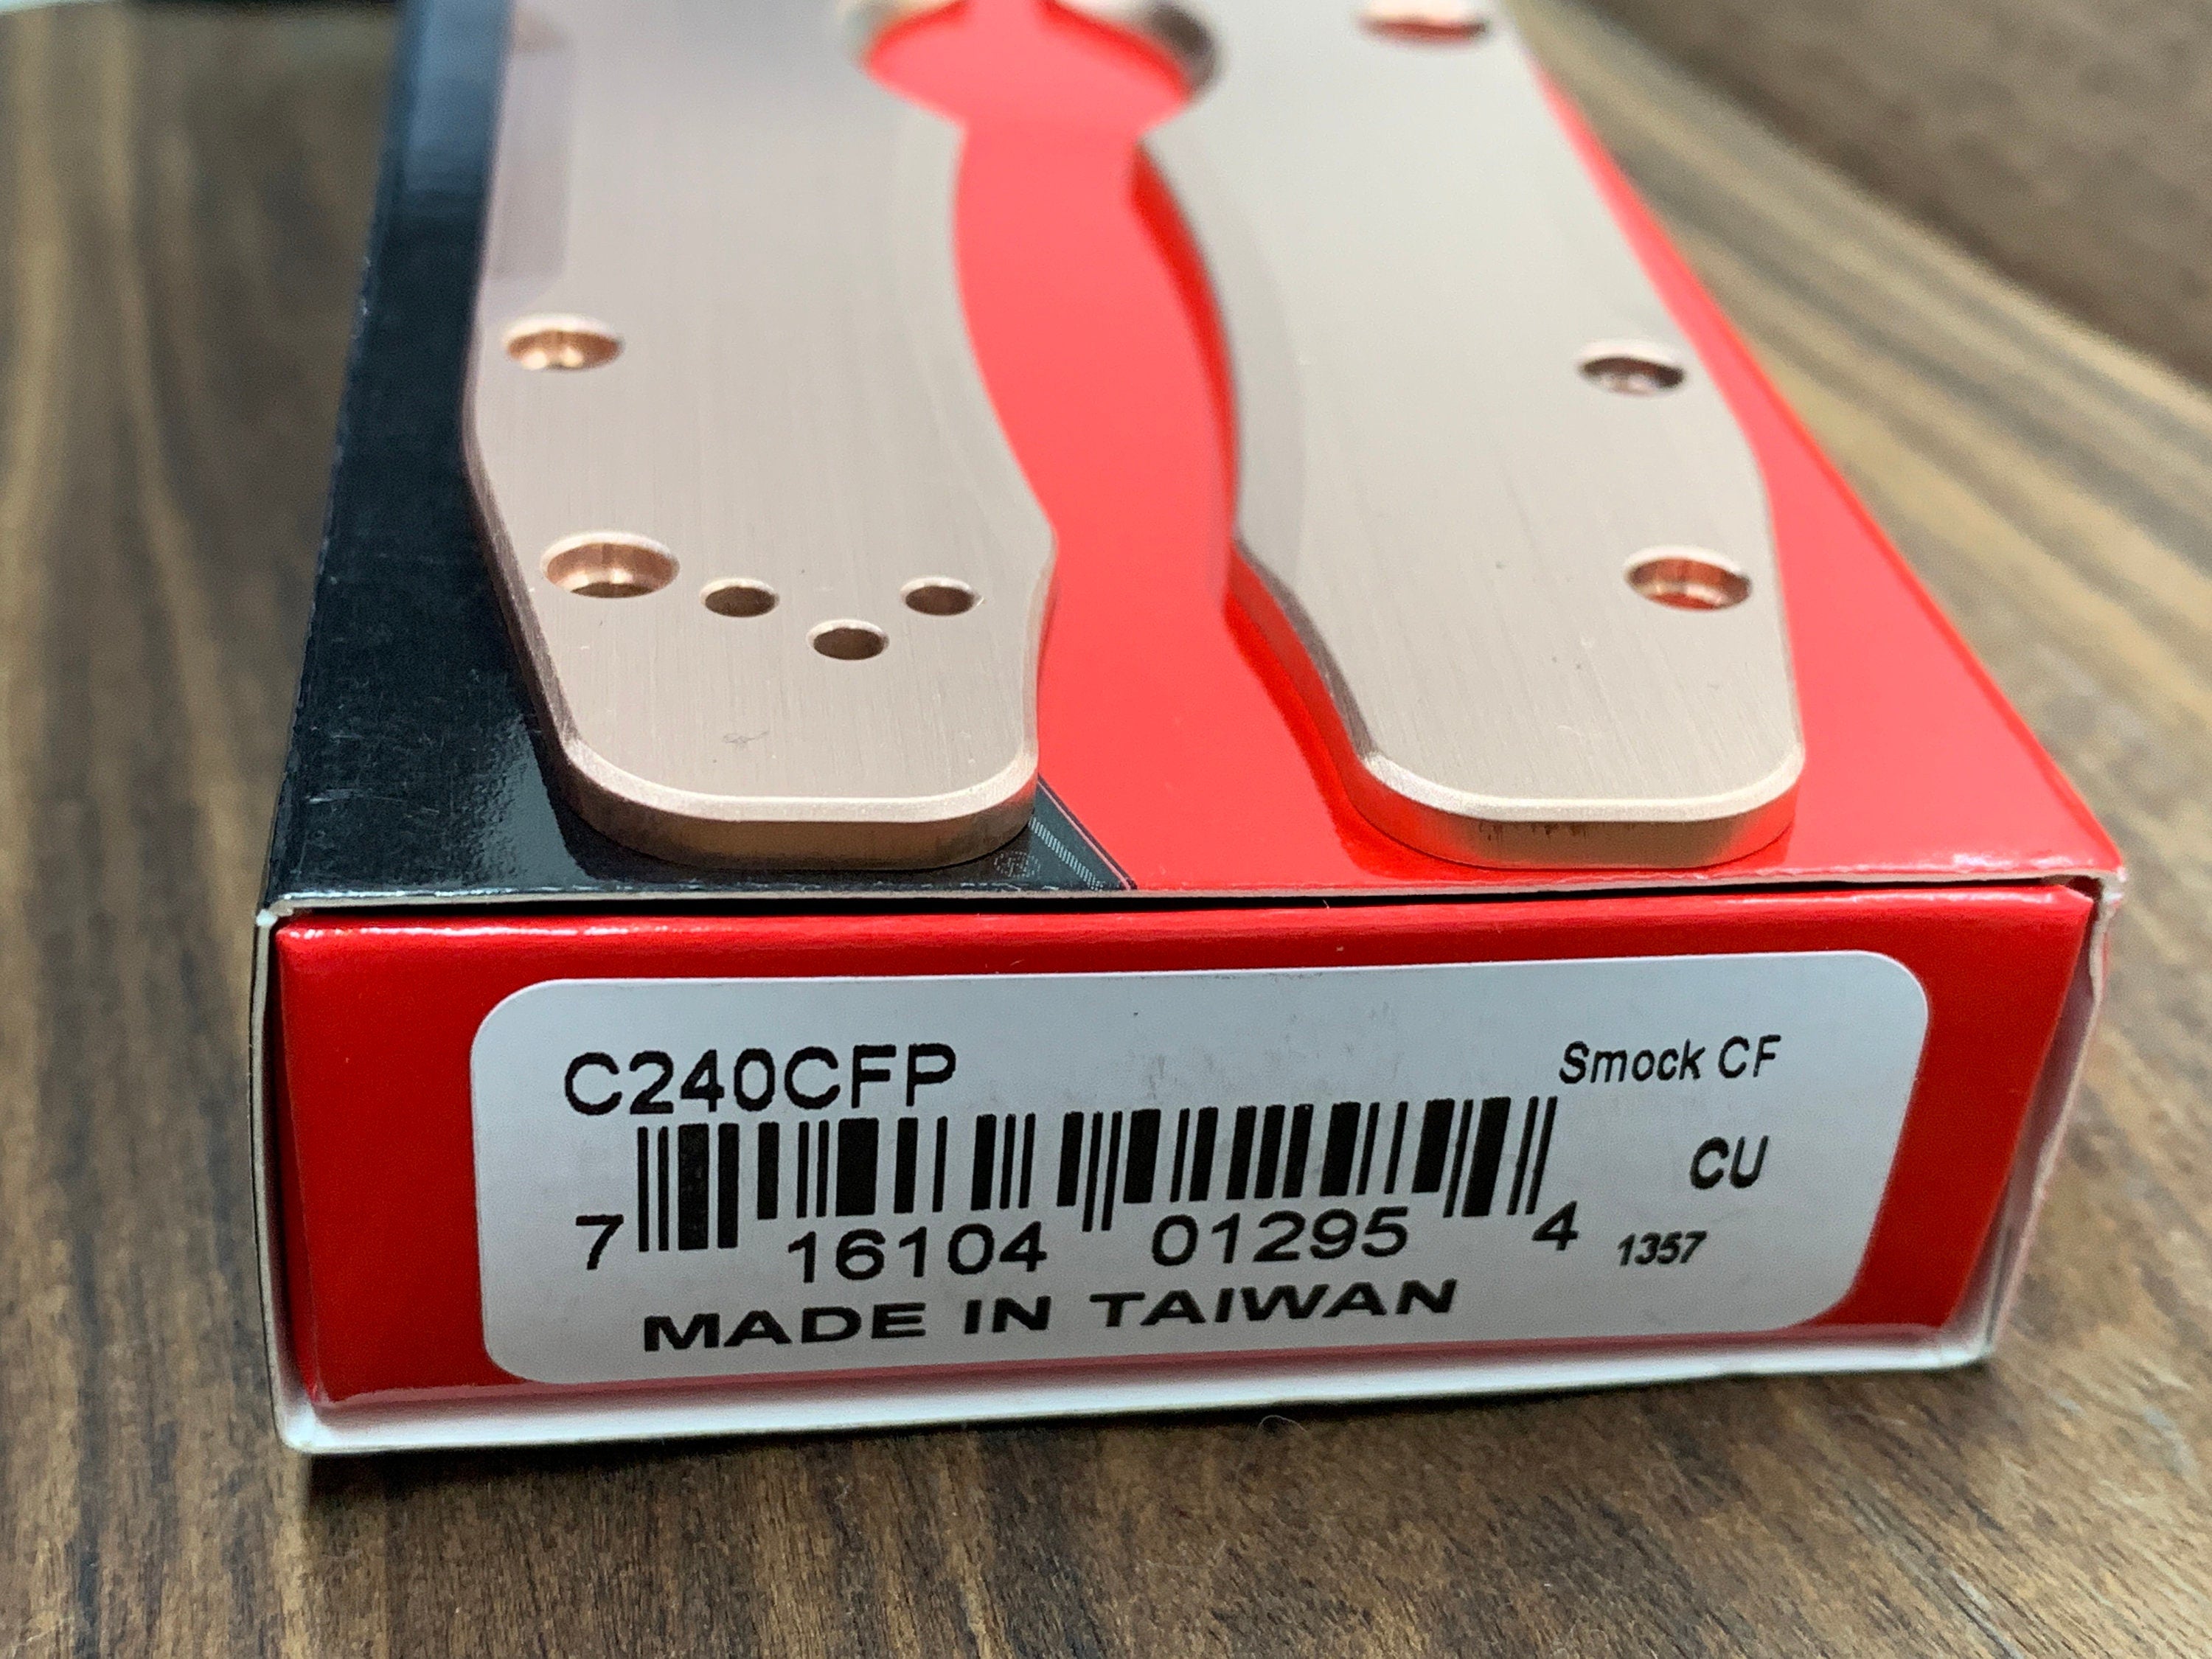 C240CFP
Smock CF
CU
7 16104 01295 4
1357
MADE IN TAIWAN